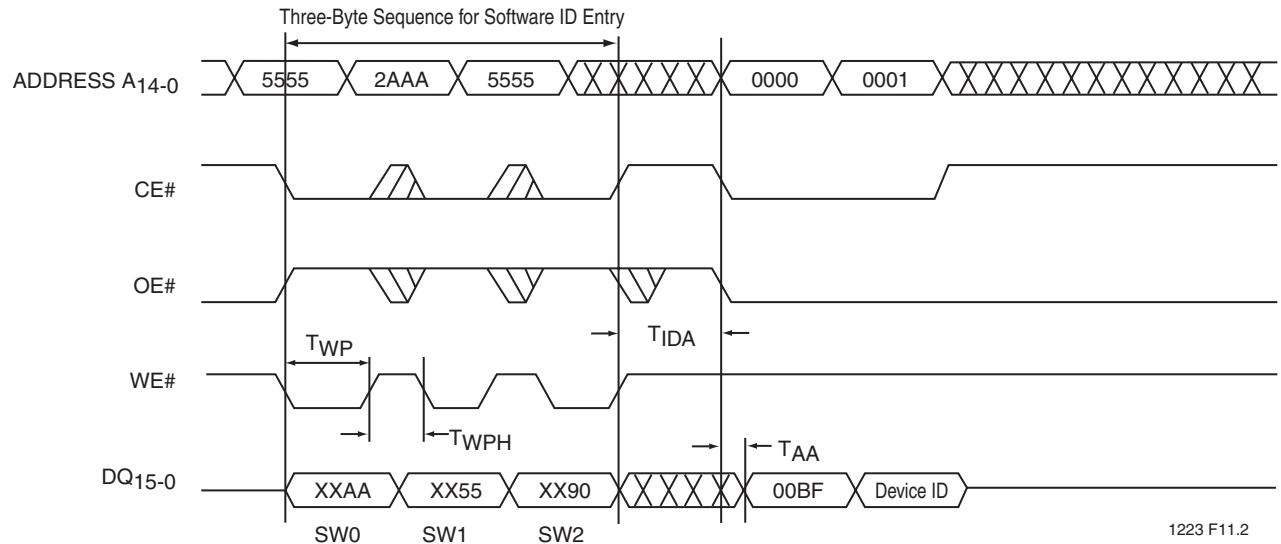 Three-Byte Sequence for Software ID Entry
ADDRESS A14-0
5555 2AAA 5555 0000 0001
CE#
OE#
TIDA
TWP
WE#
TWPH
TAA
DQ15-0
XXAA XX55 XX90 00BF Device ID
SW0 SW1 SW2
1223 F11.2